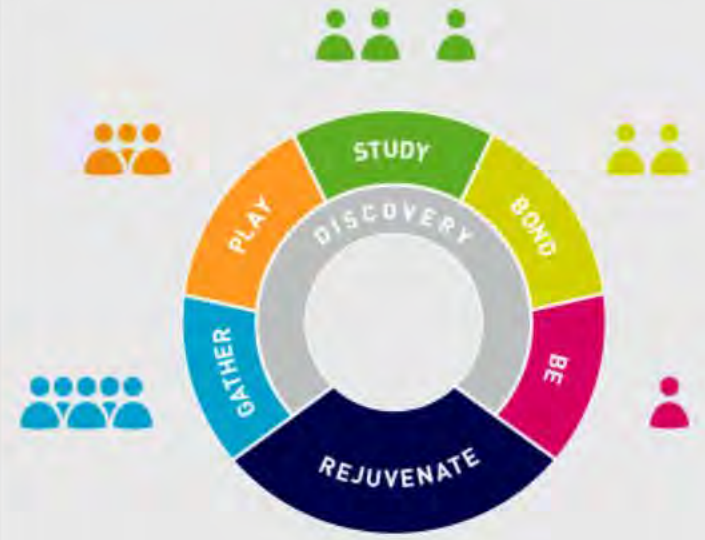 STUDY
PLAY
DISCOVERY
BOND
GATHER
BE
REJUVENATE